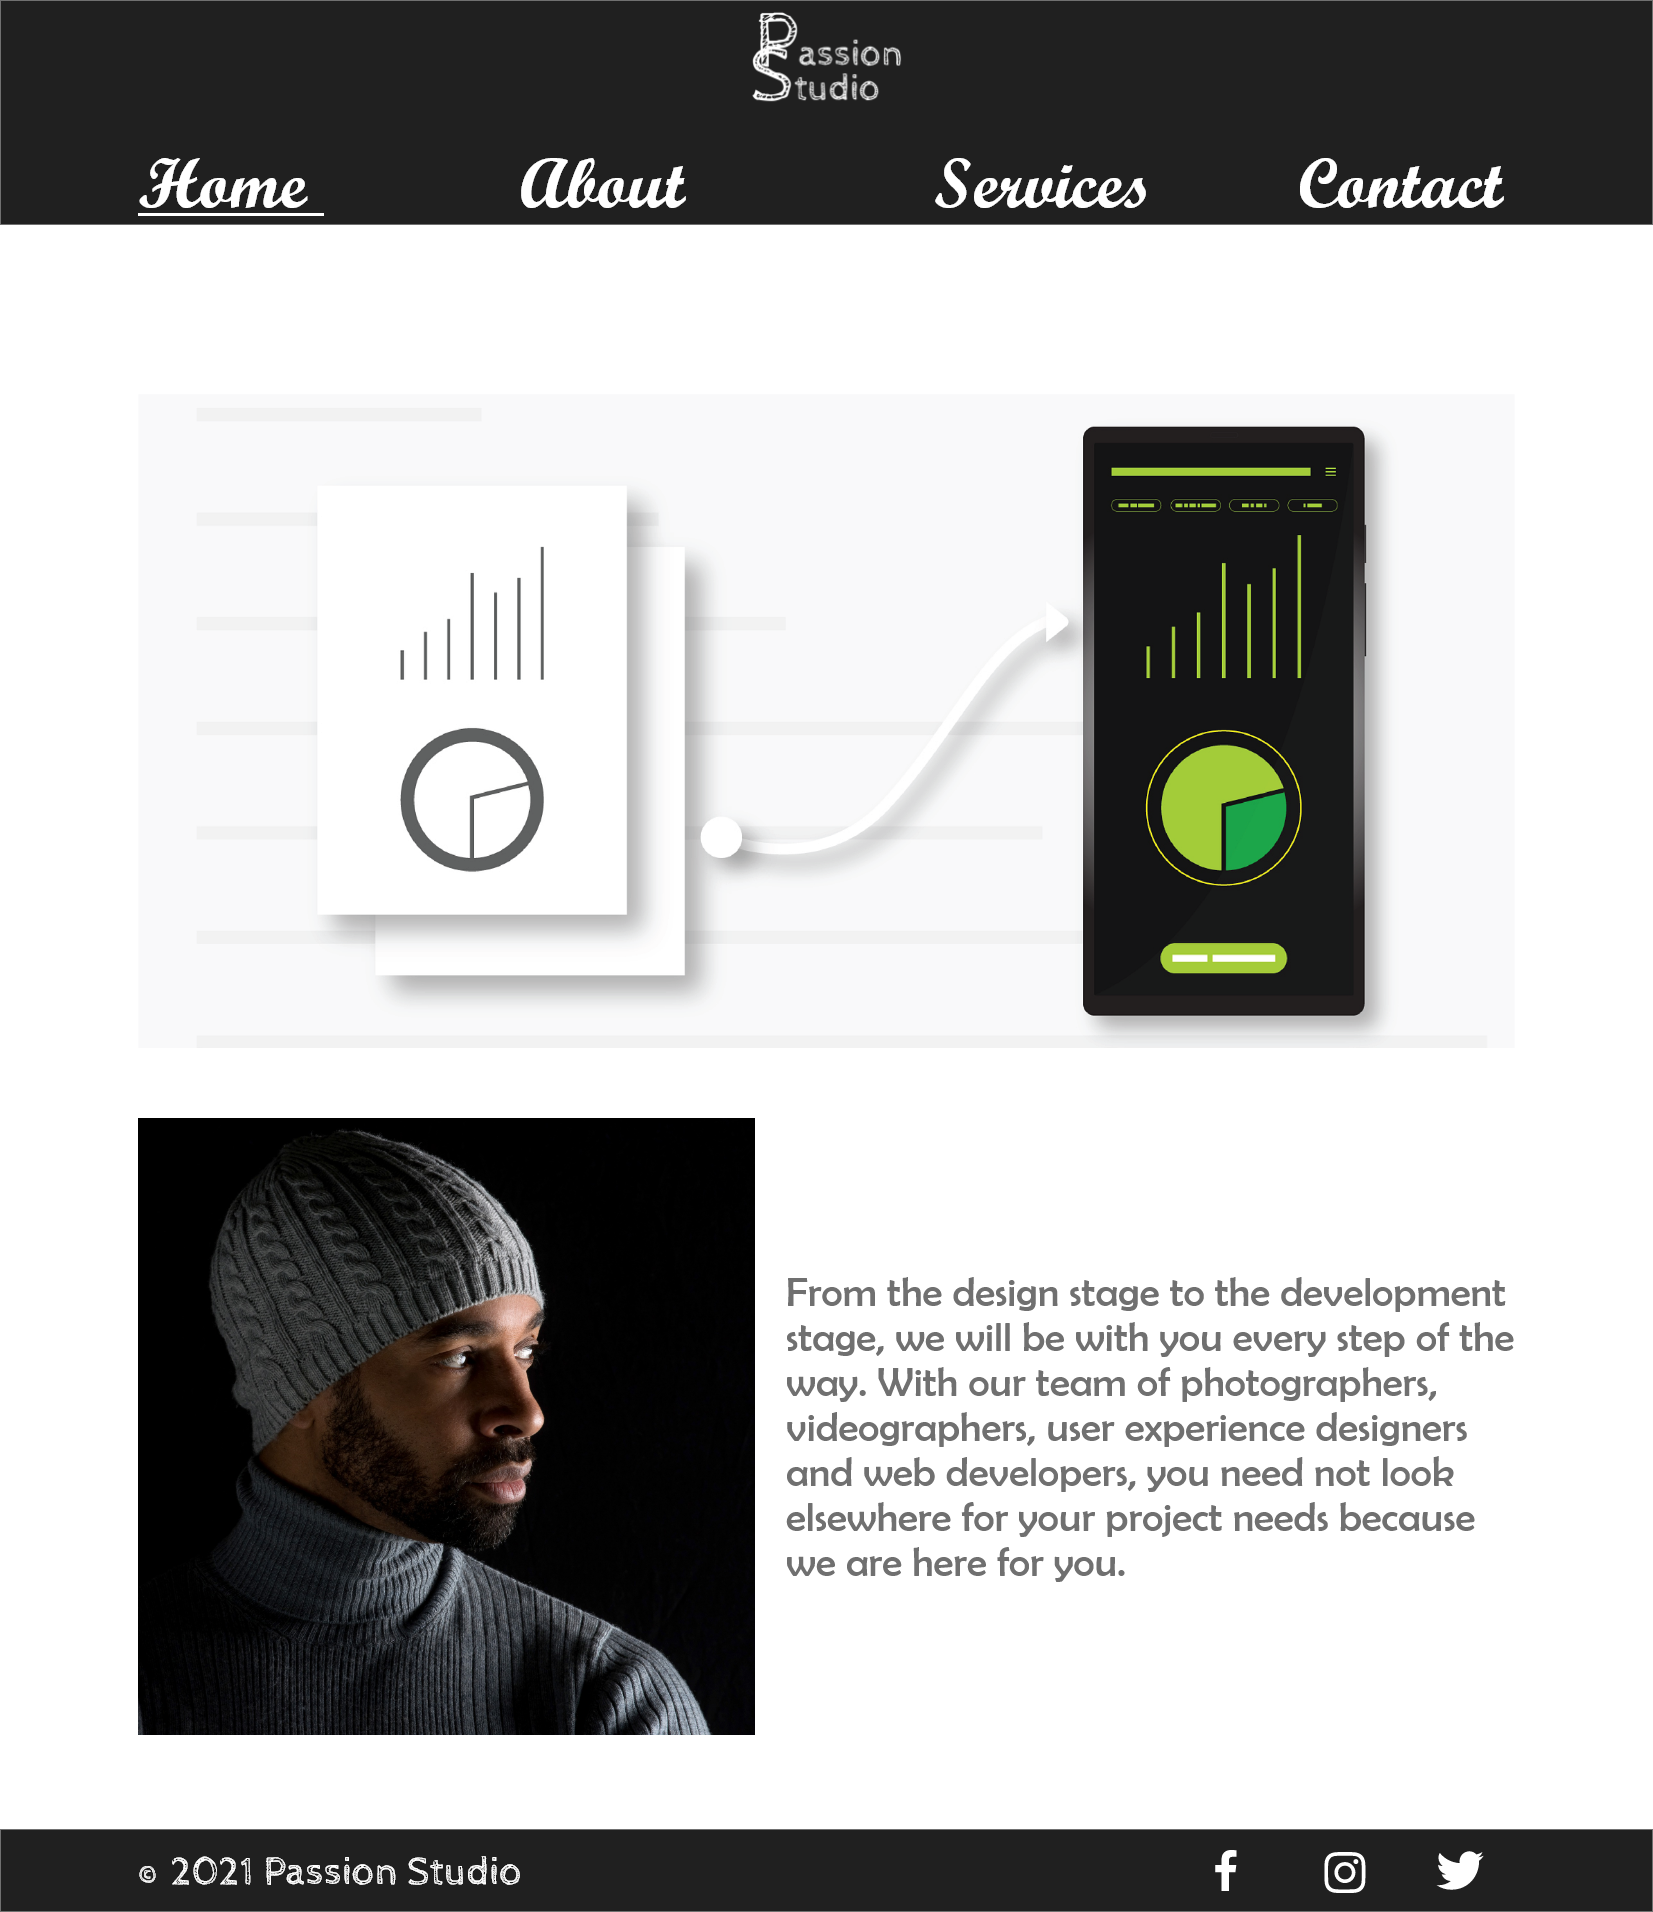 Passion
Studio
Home About Services Contact
From the design stage to the development
stage, we will be with you every step of the
way. With our team of photographers,
videographers, user experience designers
and web developers, you need not look
elsewhere for your project needs because
we are here for you.
© 2021 Passion Studio